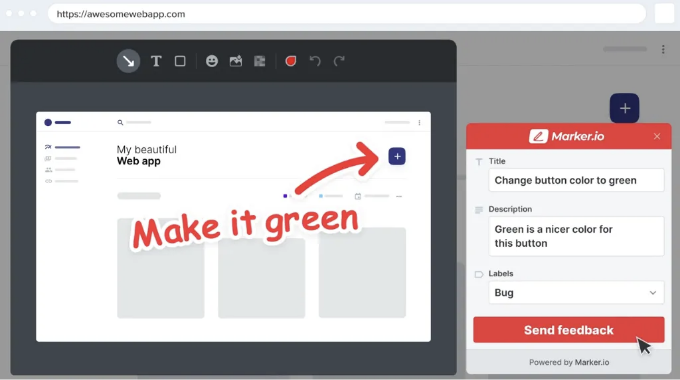 https://awesomewebapp.com
T
My beautiful
Web app
Make it green
Marker.io
Title
Change button color to green
Description
Green is a nicer color for
this button
Labels
Bug
Send feedback
Powered by Marker.io